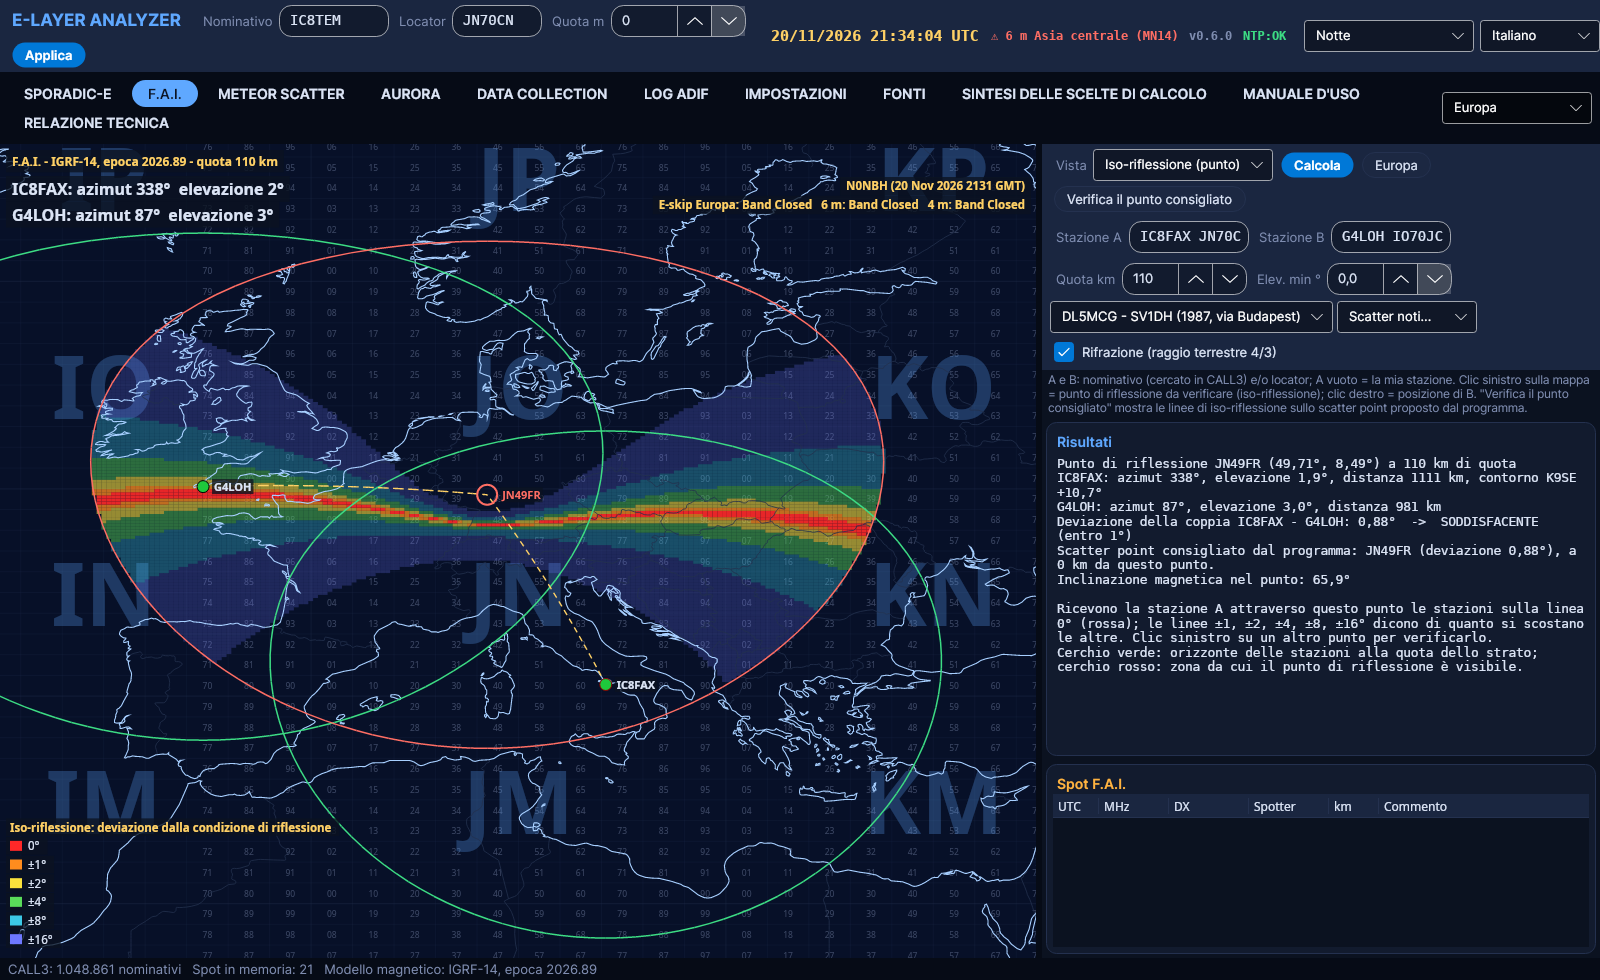 E-LAYER ANALYZER Nominativo IC8TEM Locator JN70CN Quota m 0
Applica
20/11/2026 21:34:04 UTC ⚠ 6 m Asia centrale (MN14) v0.6.0 NTP:OK Notte Italiano
SPORADIC-E F.A.I. METEOR SCATTER AURORA DATA COLLECTION LOG ADIF IMPOSTAZIONI FONTI SINTESI DELLE SCELTE DI CALCOLO MANUALE D'USO
RELAZIONE TECNICA
Europa
F.A.I. - IGRF-14, epoca 2026.89 - quota 110 km
IC8FAX: azimut 338° elevazione 2°
G4LOH: azimut 87° elevazione 3°
N0NBH (20 Nov 2026 2131 GMT)
E-skip Europa: Band Closed 6 m: Band Closed 4 m: Band Closed
JP
IO JO KO
G4LOH
JN49FR
IN JN KN
IC8FAX
IM JM KM
Iso-riflessione: deviazione dalla condizione di riflessione
0°
±1°
±2°
±4°
±8°
±16°
Vista Iso-riflessione (punto) Calcola Europa
Verifica il punto consigliato
Stazione A IC8FAX JN70C Stazione B G4LOH IO70JC
Quota km 110 Elev. min ° 0,0
DL5MCG - SV1DH (1987, via Budapest) Scatter noti...
Rifrazione (raggio terrestre 4/3)
A e B: nominativo (cercato in CALL3) e/o locator; A vuoto = la mia stazione. Clic sinistro sulla mappa
= punto di riflessione da verificare (iso-riflessione); clic destro = posizione di B. "Verifica il punto
consigliato" mostra le linee di iso-riflessione sullo scatter point proposto dal programma.
Risultati
Punto di riflessione JN49FR (49,71°, 8,49°) a 110 km di quota
IC8FAX: azimut 338°, elevazione 1,9°, distanza 1111 km, contorno K9SE
+10,7°
G4LOH: azimut 87°, elevazione 3,0°, distanza 981 km
Deviazione della coppia IC8FAX - G4LOH: 0,88° -> SODDISFACENTE
(entro 1°)
Scatter point consigliato dal programma: JN49FR (deviazione 0,88°), a
0 km da questo punto.
Inclinazione magnetica nel punto: 65,9°
Ricevono la stazione A attraverso questo punto le stazioni sulla linea
0° (rossa); le linee ±1, ±2, ±4, ±8, ±16° dicono di quanto si scostano
le altre. Clic sinistro su un altro punto per verificarlo.
Cerchio verde: orizzonte delle stazioni alla quota dello strato;
cerchio rosso: zona da cui il punto di riflessione è visibile.
Spot F.A.I.
UTC MHz DX Spotter km Commento
CALL3: 1.048.861 nominativi Spot in memoria: 21 Modello magnetico: IGRF-14, epoca 2026.89